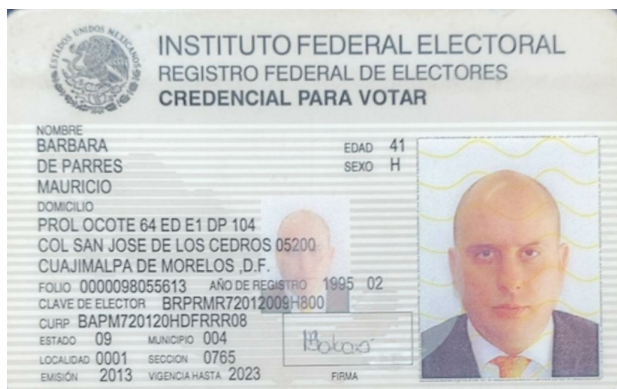 ESTADOS UNIDOS MEXICANOS
INSTITUTO FEDERAL ELECTORAL
REGISTRO FEDERAL DE ELECTORES
CREDENCIAL PARA VOTAR
NOMBRE
BARBARA
DE PARRES
MAURICIO
EDAD 41
SEXO H
DOMICILIO
PROL OCOTE 64 ED E1 DP 104
COL SAN JOSE DE LOS CEDROS 05200
CUAJIMALPA DE MORELOS ,D.F.
FOLIO 0000098055613 AÑO DE REGISTRO 1995 02
CLAVE DE ELECTOR BRPRMR72012009H800
CURP BAPM720120HDFRRR08
ESTADO 09 MUNICIPIO 004
LOCALIDAD 0001 SECCION 0765
EMISIÓN 2013 VIGENCIA HASTA 2023
FIRMA